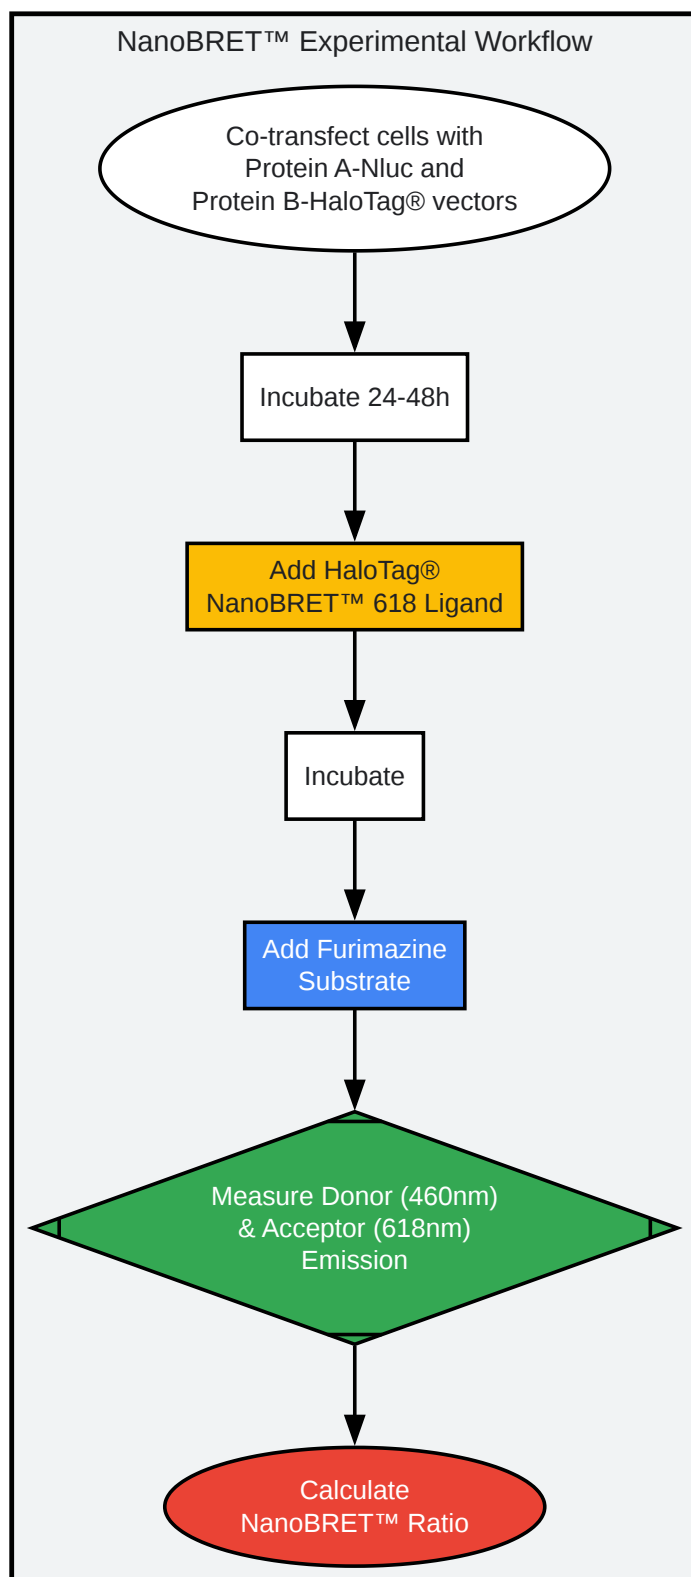 NanoBRET™ Experimental Workflow
Co-transfect cells with
Protein A-Nluc and
Protein B-HaloTag® vectors
Incubate 24-48h
Add HaloTag®
NanoBRET™ 618 Ligand
Incubate
Add Furimazine
Substrate
Measure Donor (460nm)
& Acceptor (618nm)
Emission
Calculate
NanoBRET™ Ratio